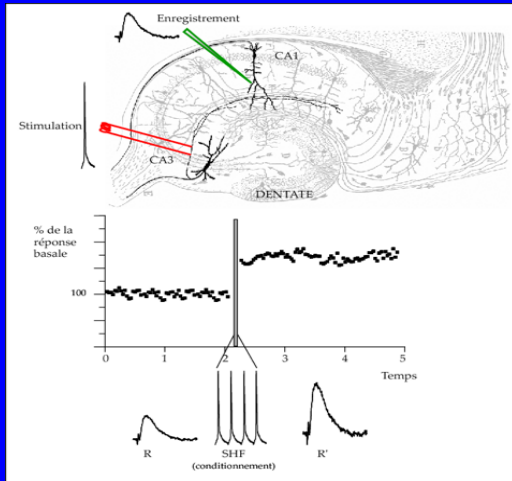 Enregistrement
CA1
Stimulation
CA3
DENTATE
% de la
réponse
basale
100
0 1 2 3 4 5
Temps
R SHF R'
(conditionnement)